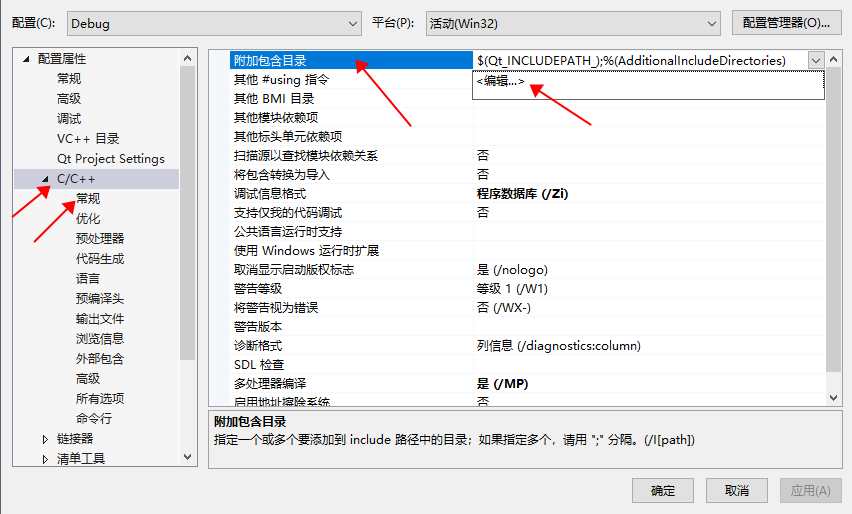 配置(C): Debug 平台(P): 活动(Win32) 配置管理器(O)...
配置属性
常规
高级
调试
VC++ 目录
Qt Project Settings
C/C++
常规
优化
预处理器
代码生成
语言
预编译头
输出文件
浏览信息
外部包含
高级
所有选项
命令行
链接器
清单工具
附加包含目录 $(Qt_INCLUDEPATH_);%(AdditionalIncludeDirectories)
其他 #using 指令 <编辑...>
其他 BMI 目录
其他模块依赖项
其他标头单元依赖项
扫描源以查找模块依赖关系 否
将包含转换为导入 否
调试信息格式 程序数据库 (/Zi)
支持仅我的代码调试 否
公共语言运行时支持
使用 Windows 运行时扩展
取消显示启动版权标志 是 (/nologo)
警告等级 等级 1 (/W1)
将警告视为错误 否 (/WX-)
警告版本
诊断格式 列信息 (/diagnostics:column)
SDL 检查
多处理器编译 是 (/MP)
启用地址擦除系统 否
附加包含目录
指定一个或多个要添加到 include 路径中的目录；如果指定多个，请用 ";" 分隔。(/I[path])
确定 取消 应用(A)